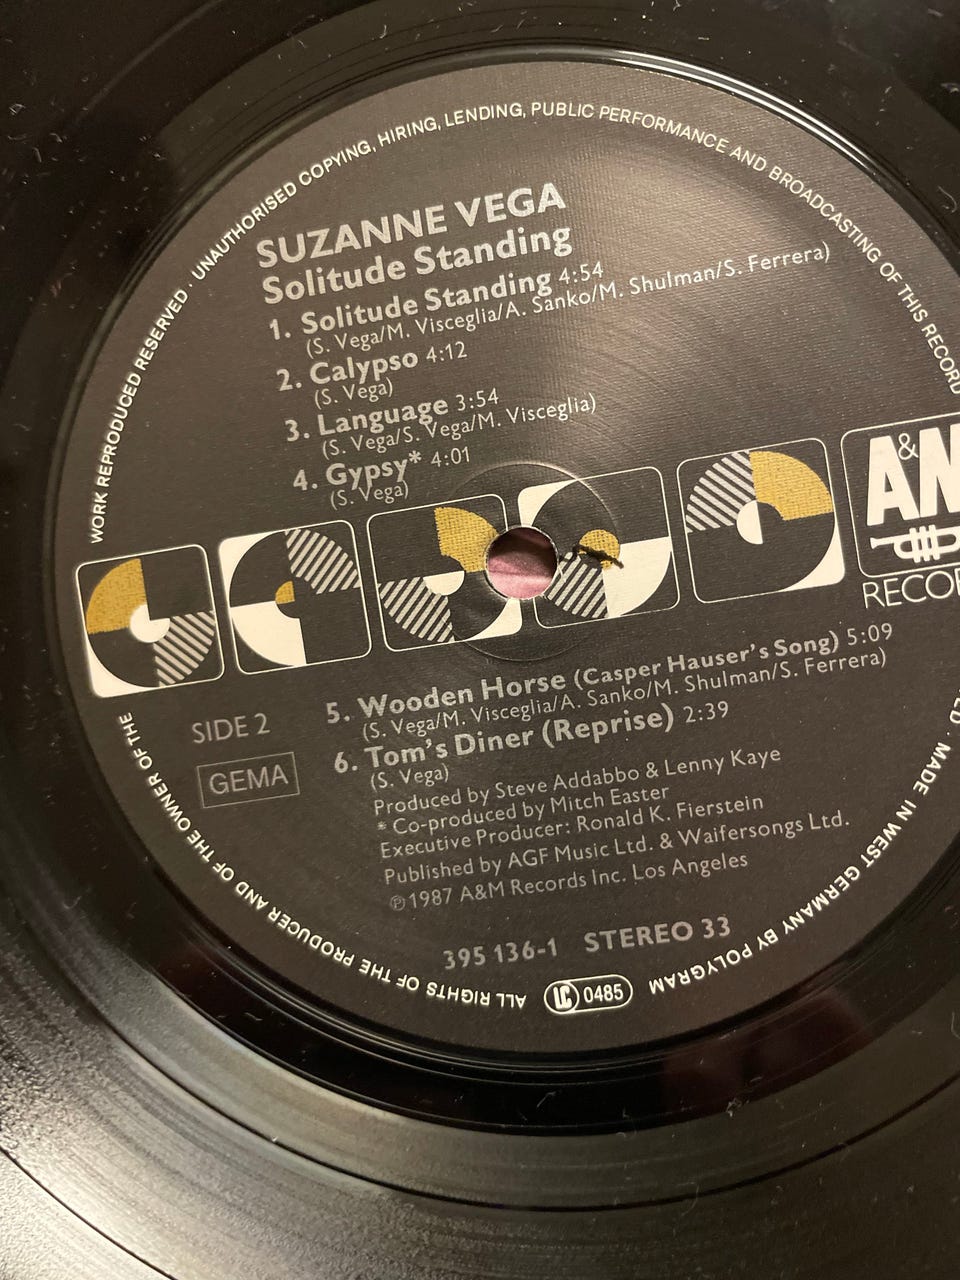 WORK REPRODUCED RESERVED · UNAUTHORISED COPYING, HIRING, LENDING, PUBLIC PERFORMANCE AND BROADCASTING OF THIS RECORD
SUZANNE VEGA
Solitude Standing
1. Solitude Standing 4:54
(S. Vega/M. Visceglia/A. Sanko/M. Shulman/S. Ferrera)
2. Calypso 4:12
(S. Vega)
3. Language 3:54
(S. Vega/S. Vega/M. Visceglia)
4. Gypsy* 4:01
(S. Vega)
A&M
RECO
5. Wooden Horse (Casper Hauser's Song) 5:09
(S. Vega/M. Visceglia/A. Sanko/M. Shulman/S. Ferrera)
SIDE 2
6. Tom's Diner (Reprise) 2:39
(S. Vega)
GEMA
Produced by Steve Addabbo & Lenny Kaye
* Co-produced by Mitch Easter
Executive Producer: Ronald K. Fierstein
Published by AGF Music Ltd. & Waifersongs Ltd.
℗ 1987 A&M Records Inc. Los Angeles
395 136-1 STEREO 33
LC 0485
ALL RIGHTS OF THE PRODUCER AND OF THE OWNER OF THE
MADE IN WEST GERMANY BY POLYGRAM